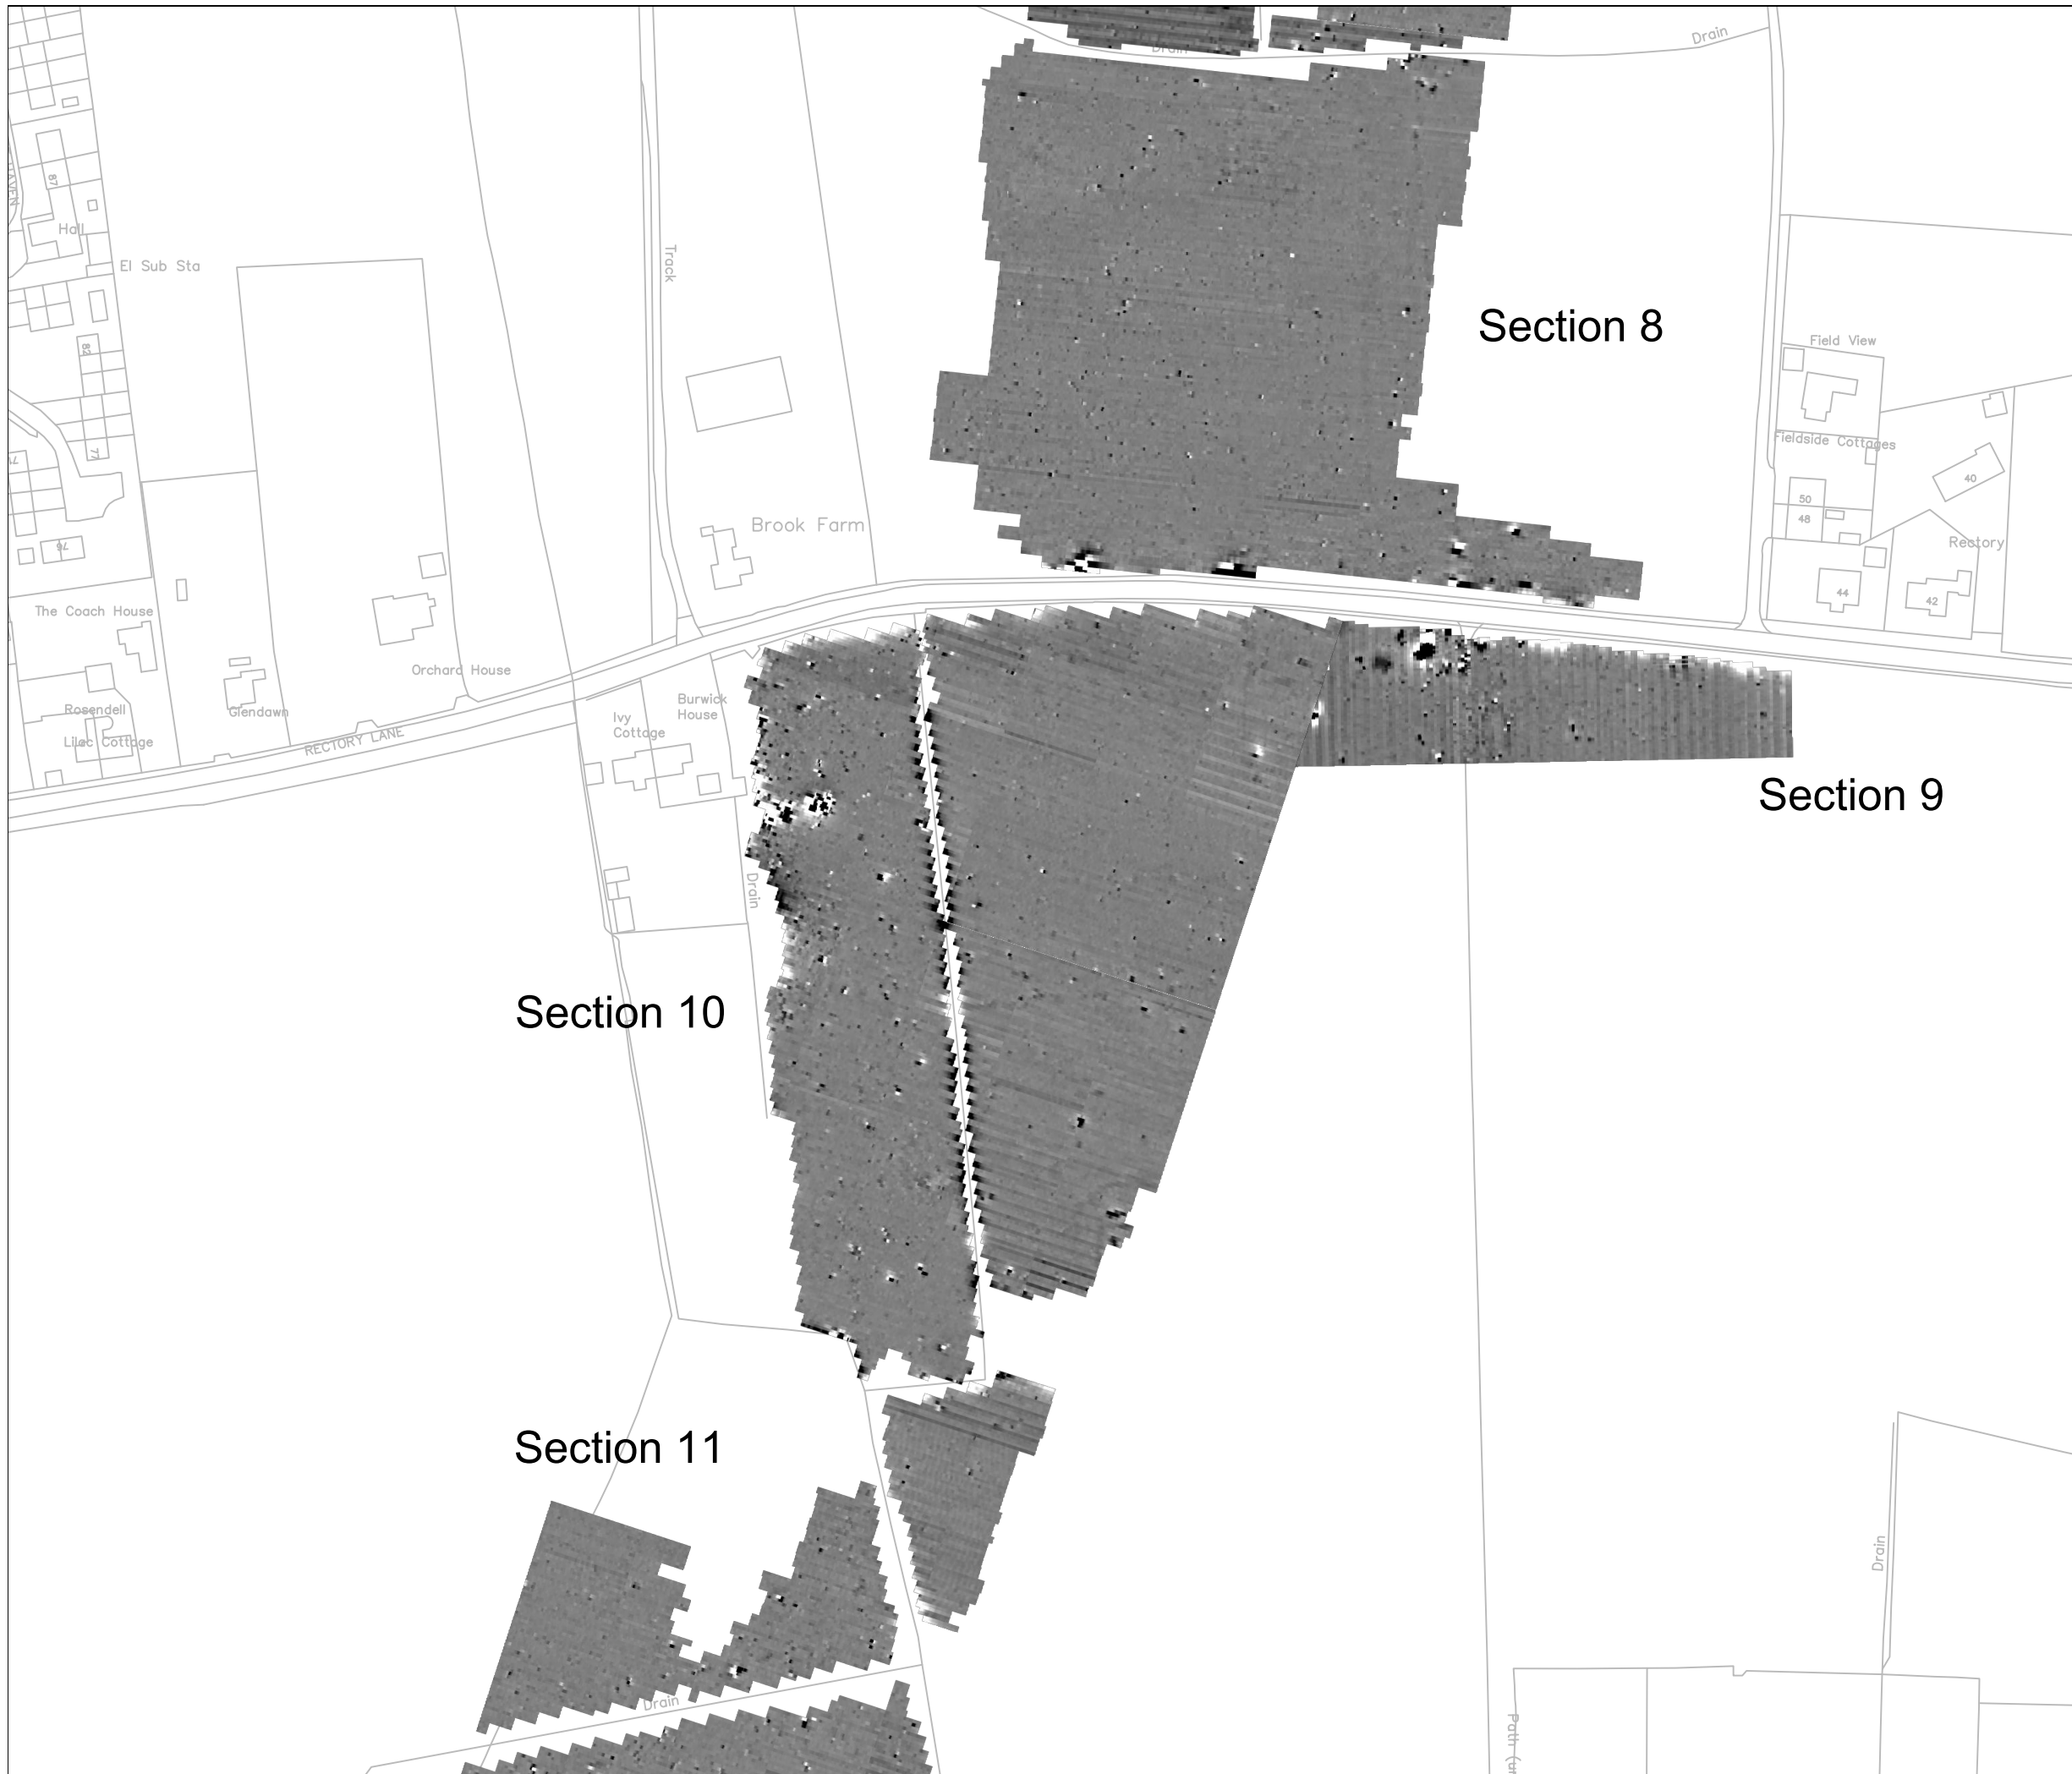 Drain
Drain
87
Hall
El Sub Sta
Track
Section 8
82
Field View
Fieldside Cottages
77
40
50
48
Brook Farm
76
Rectory
44
42
The Coach House
Orchard House
Rosendell
Glendawn
Lilac Cottage
RECTORY LANE
Ivy
Cottage
Burwick
House
Section 9
Drain
Section 10
Section 11
Drain
Drain
Path